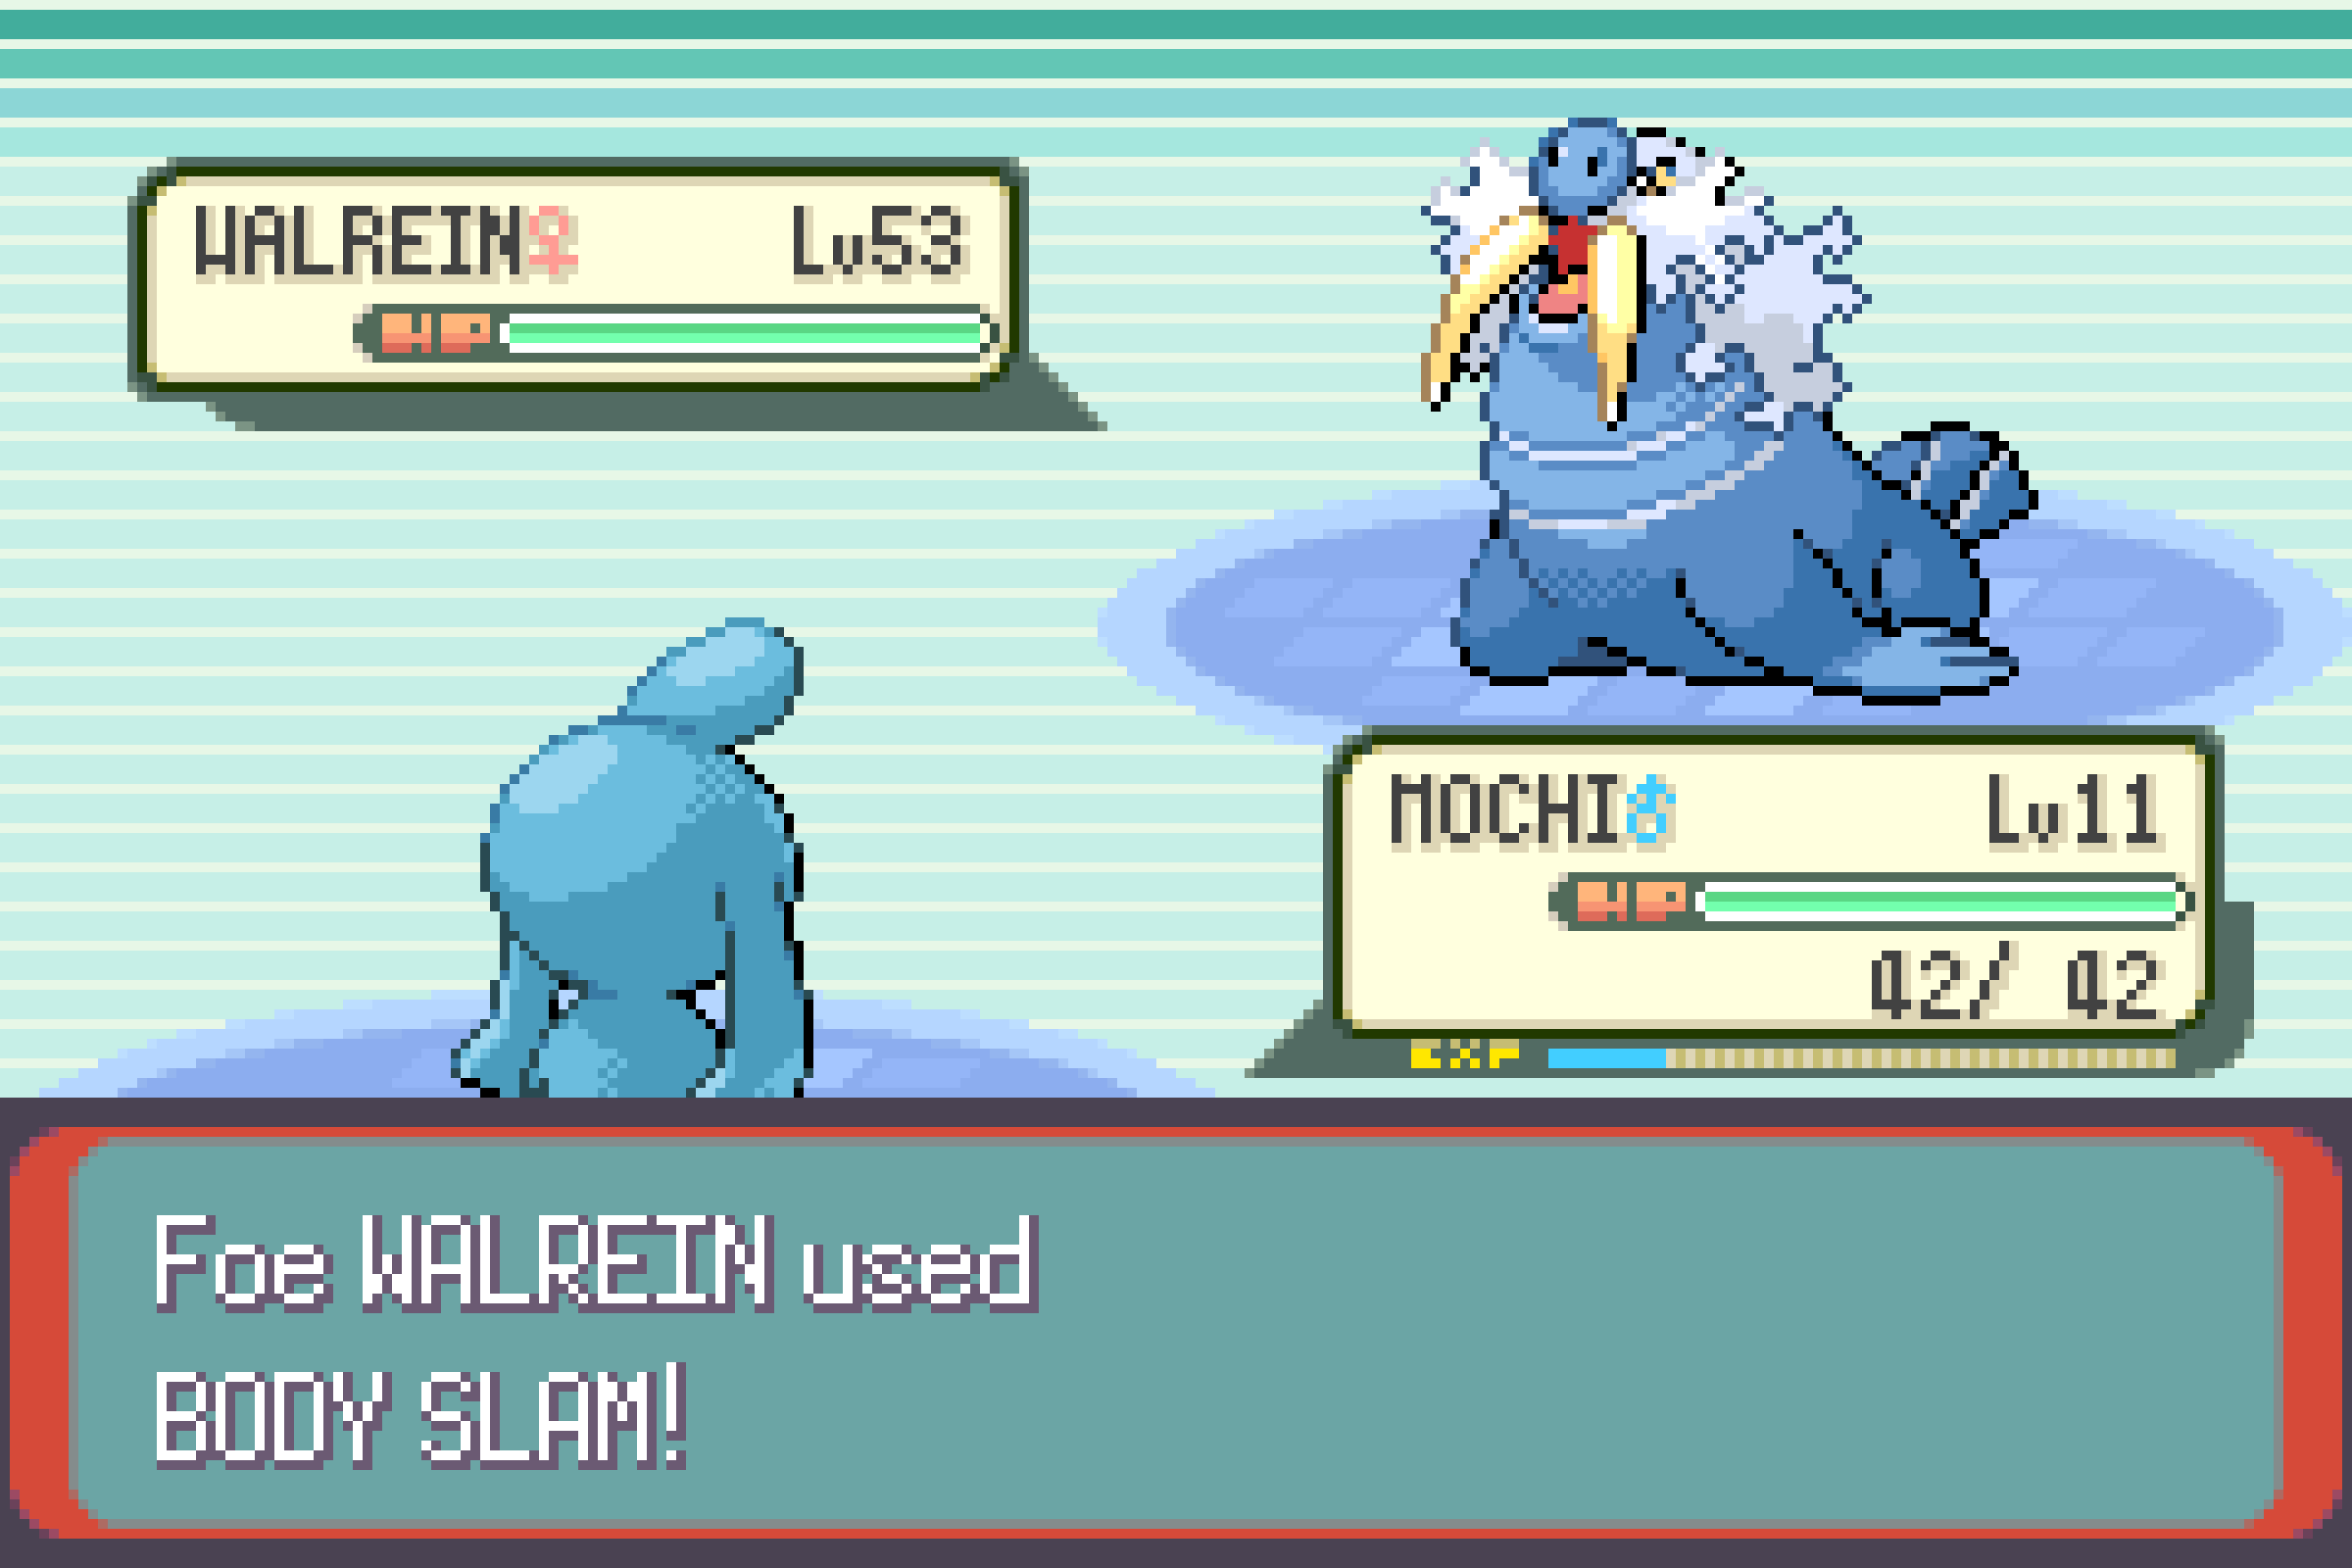 WALREIN♀ Lv53
HP
MOCHI♂ Lv11
HP
42/ 42
EXP
Foe WALREIN used
BODY SLAM!